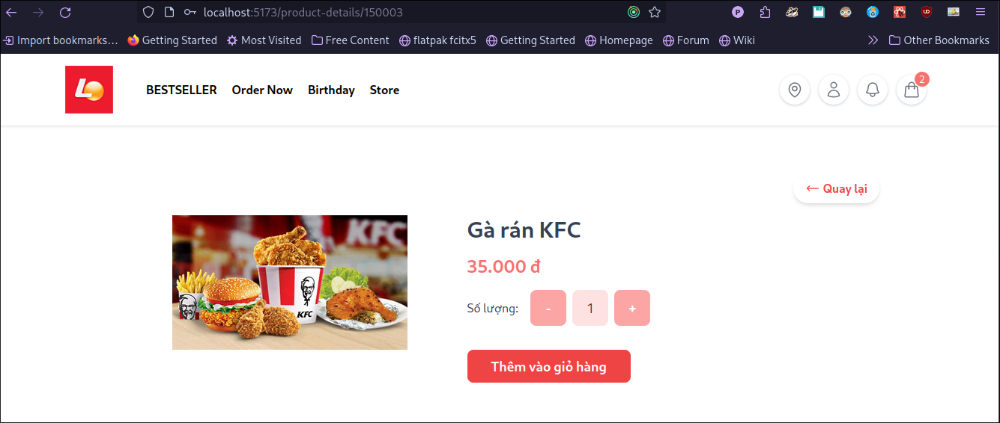 localhost:5173/product-details/150003
P
UD
Import bookmarks... Getting Started Most Visited Free Content flatpak fcitx5 Getting Started Homepage Forum Wiki Other Bookmarks
LO BESTSELLER Order Now Birthday Store 2
← Quay lại
KFC
KFC
Gà rán KFC
35.000 đ
Số lượng: - 1 +
Thêm vào giỏ hàng